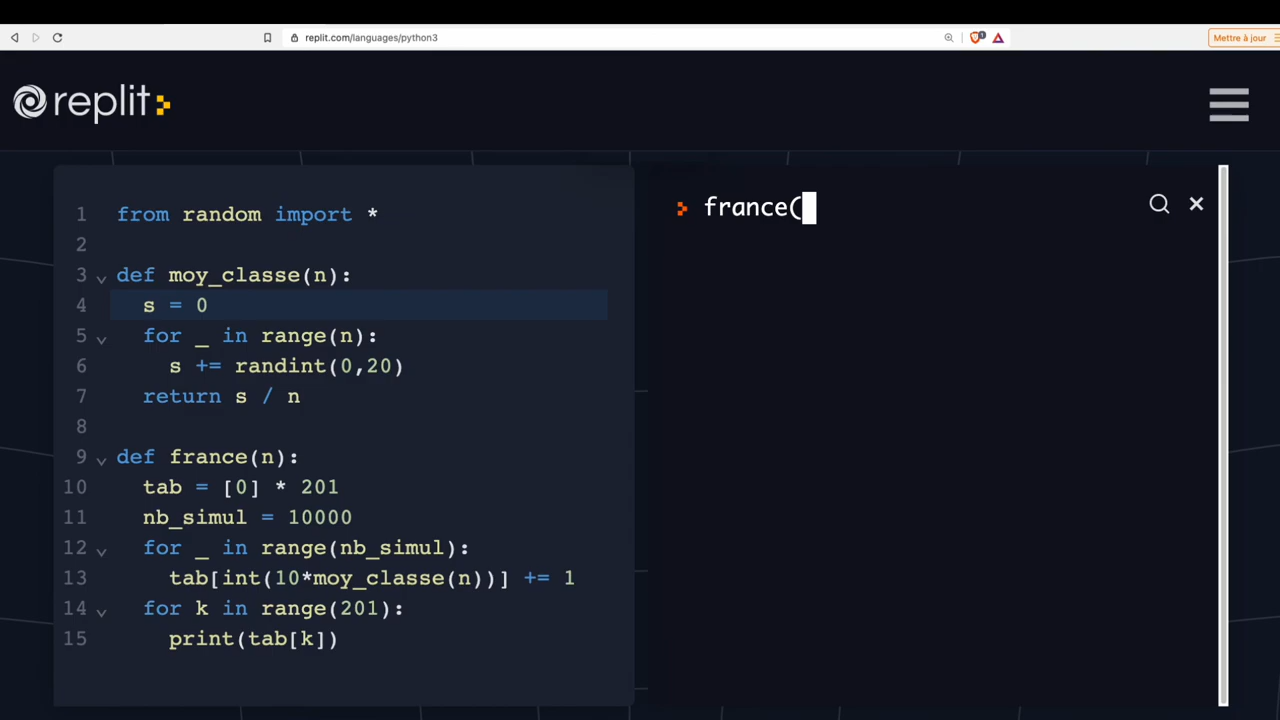 replit.com/languages/python3
1
Mettre à jour
replit
1 from random import *
2
3 def moy_classe(n):
4 s = 0
5 for _ in range(n):
6 s += randint(0,20)
7 return s / n
8
9 def france(n):
10 tab = [0] * 201
11 nb_simul = 10000
12 for _ in range(nb_simul):
13 tab[int(10*moy_classe(n))] += 1
14 for k in range(201):
15 print(tab[k])
france(